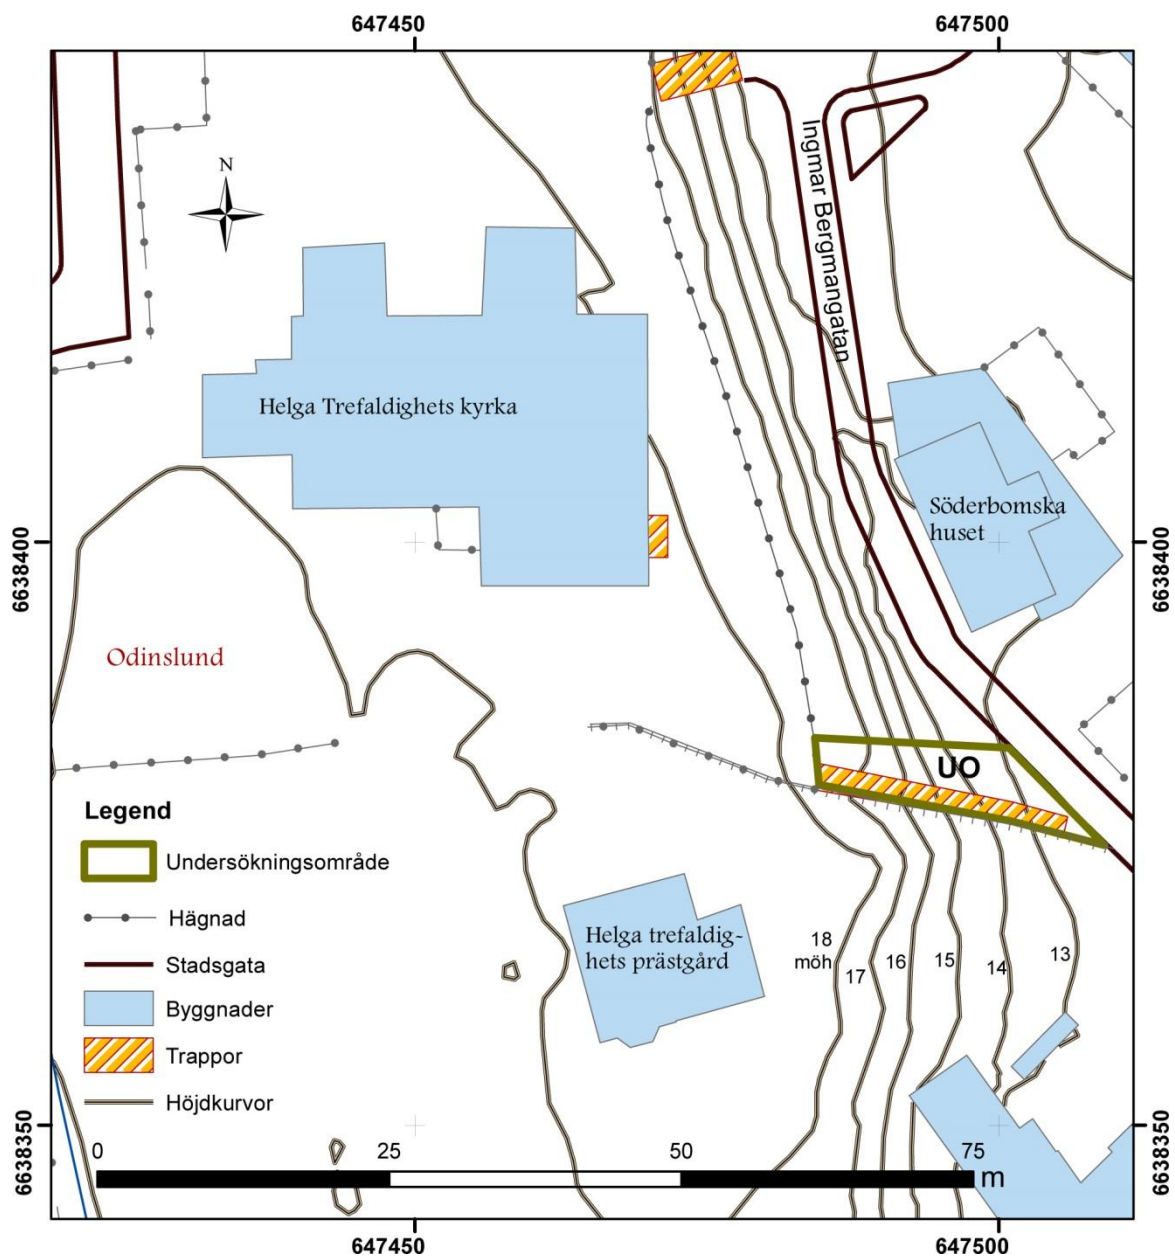 647450
647500
N
Ingmar Bergmangatan
Helga Trefaldighets kyrka
Söderbomska
huset
6638400
6638400
Odinslund
UO
Legend
Undersökningsområde
Hägnad
Stadsgata
Byggnader
Trappor
Höjdkurvor
Helga trefaldig-
hets prästgård
18
möh
17
16
15
14
13
6638350
6638350
0
25
50
75
m
647450
647500